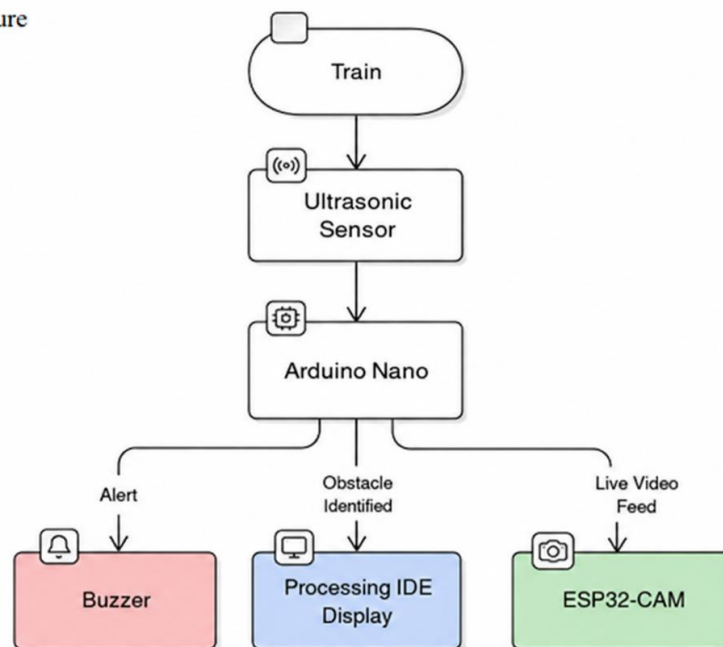 ure
Train
Ultrasonic
Sensor
Arduino Nano
Alert
Obstacle
Identified
Live Video
Feed
Buzzer
Processing IDE
Display
ESP32-CAM